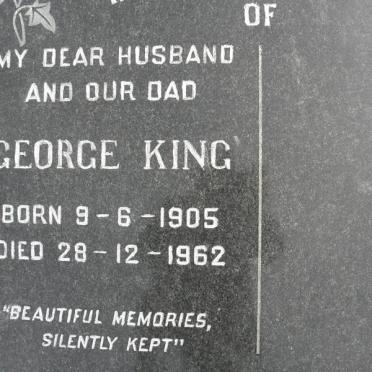 OF
MY DEAR HUSBAND
AND OUR DAD
GEORGE KING
BORN 9-6-1905
DIED 28-12-1962
"BEAUTIFUL MEMORIES,
SILENTLY KEPT"